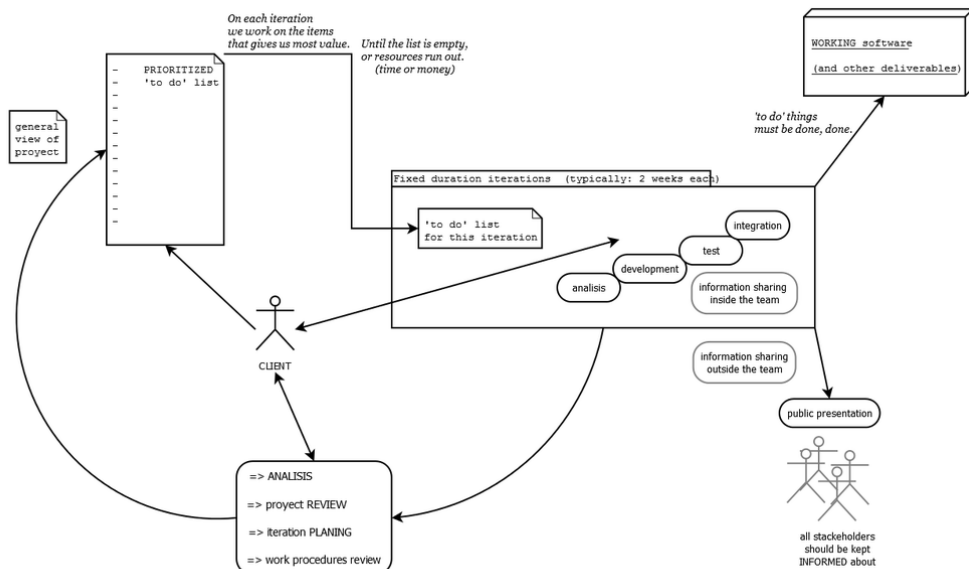 On each iteration
we work on the items
that gives us most value.
Until the list is empty,
or resources run out.
(time or money)
PRIORITIZED
'to do' list
general
view of
proyect
WORKING software
(and other deliverables)
'to do' things
must be done, done.
Fixed duration iterations (typically: 2 weeks each)
'to do' list
for this iteration
integration
test
development
analisis
information sharing
inside the team
information sharing
outside the team
CLIENT
public presentation
=> ANALISIS
=> proyect REVIEW
=> iteration PLANING
=> work procedures review
all stackeholders
should be kept
INFORMED about